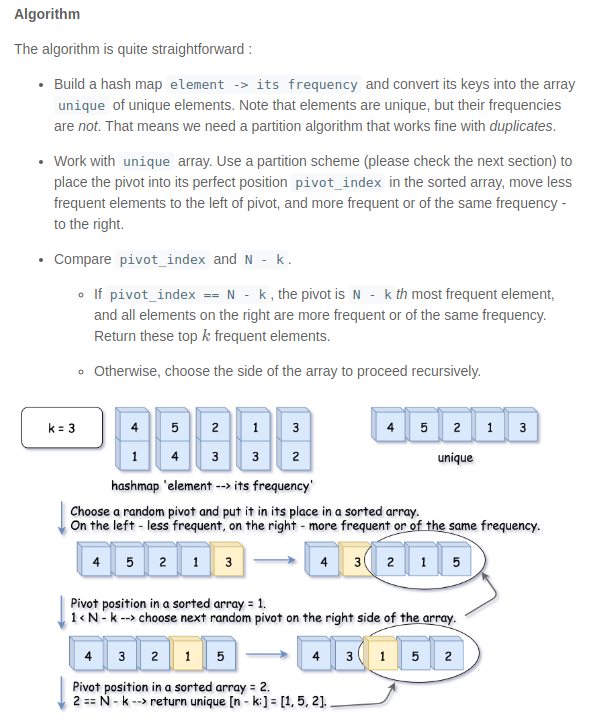 Algorithm
The algorithm is quite straightforward :
Build a hash map element -> its frequency and convert its keys into the array
unique of unique elements. Note that elements are unique, but their frequencies
are not. That means we need a partition algorithm that works fine with duplicates.
Work with unique array. Use a partition scheme (please check the next section) to
place the pivot into its perfect position pivot_index in the sorted array, move less
frequent elements to the left of pivot, and more frequent or of the same frequency -
to the right.
Compare pivot_index and N - k.
If pivot_index == N - k, the pivot is N - k th most frequent element,
and all elements on the right are more frequent or of the same frequency.
Return these top k frequent elements.
Otherwise, choose the side of the array to proceed recursively.
k = 3 4 5 2 1 3 4 5 2 1 3
1 4 3 3 2 unique
hashmap 'element --> its frequency'
Choose a random pivot and put it in its place in a sorted array.
On the left - less frequent, on the right - more frequent or of the same frequency.
4 5 2 1 3 4 3 2 1 5
Pivot position in a sorted array = 1.
1 < N - k --> choose next random pivot on the right side of the array.
4 3 2 1 5 4 3 1 5 2
Pivot position in a sorted array = 2.
2 == N - k --> return unique [n - k:] = [1, 5, 2].